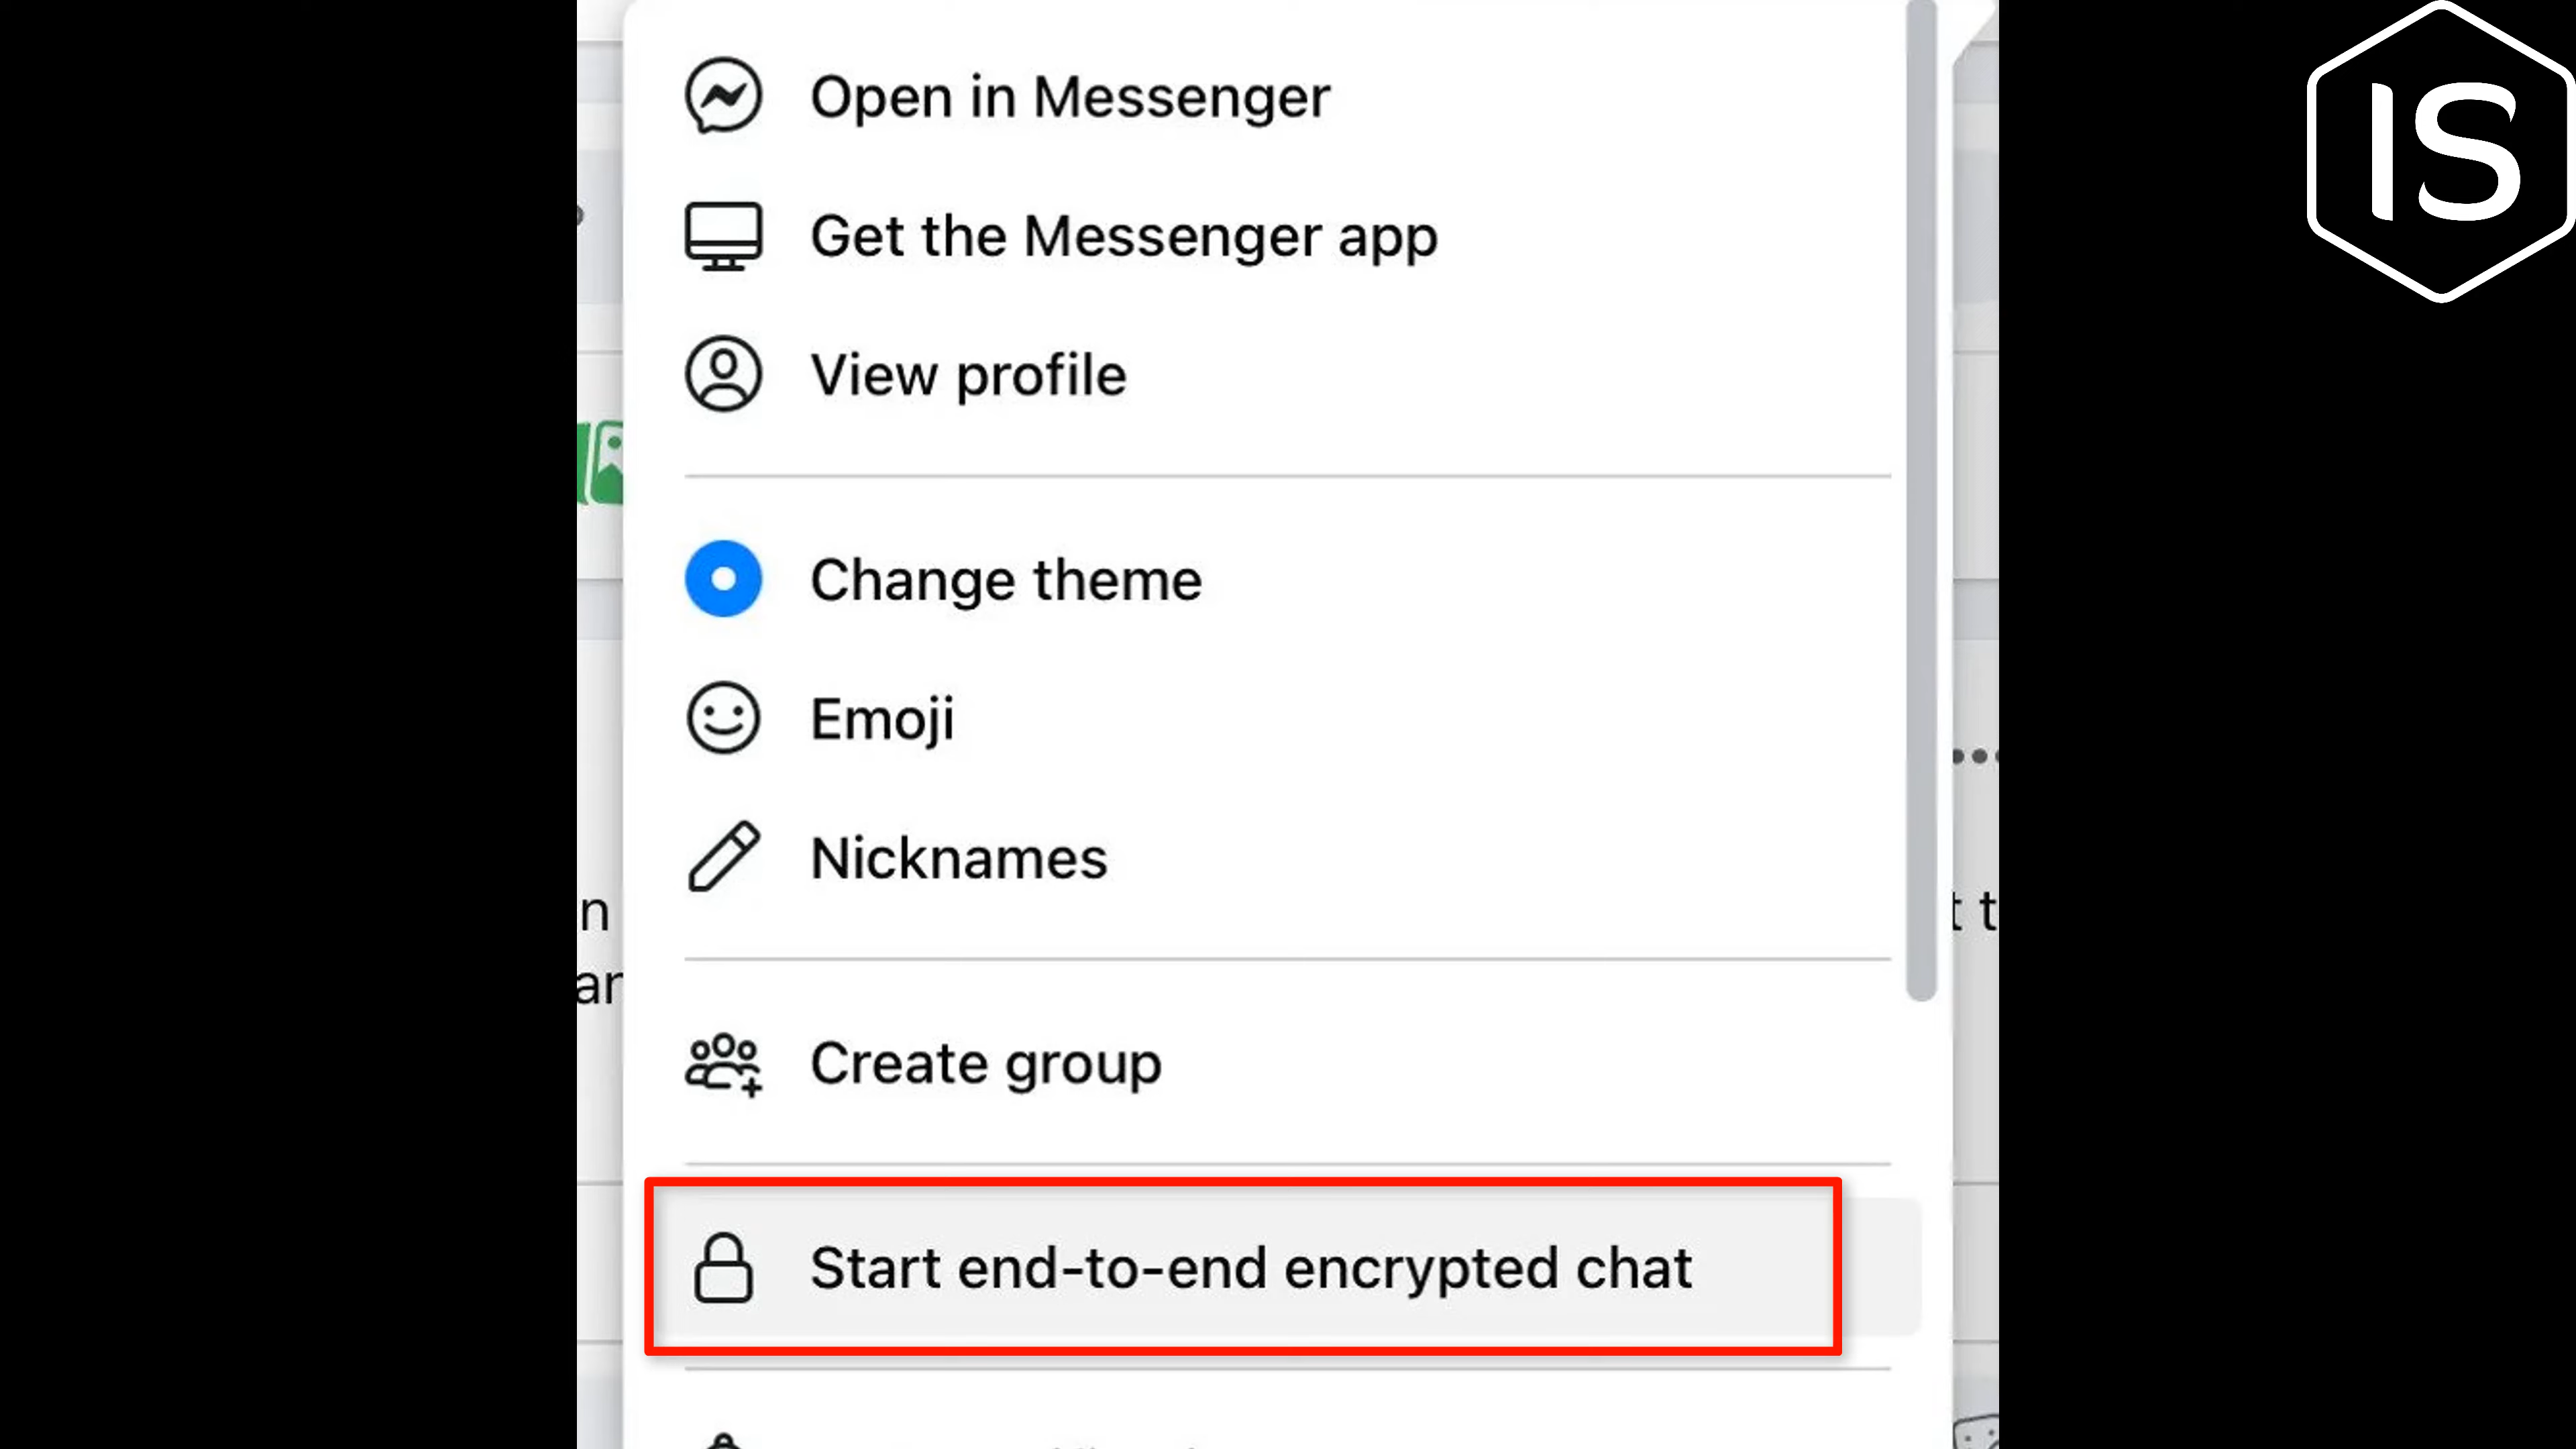 IS
Open in Messenger
Get the Messenger app
View profile
Change theme
Emoji
Nicknames
n
t t
Create group
Start end-to-end encrypted chat